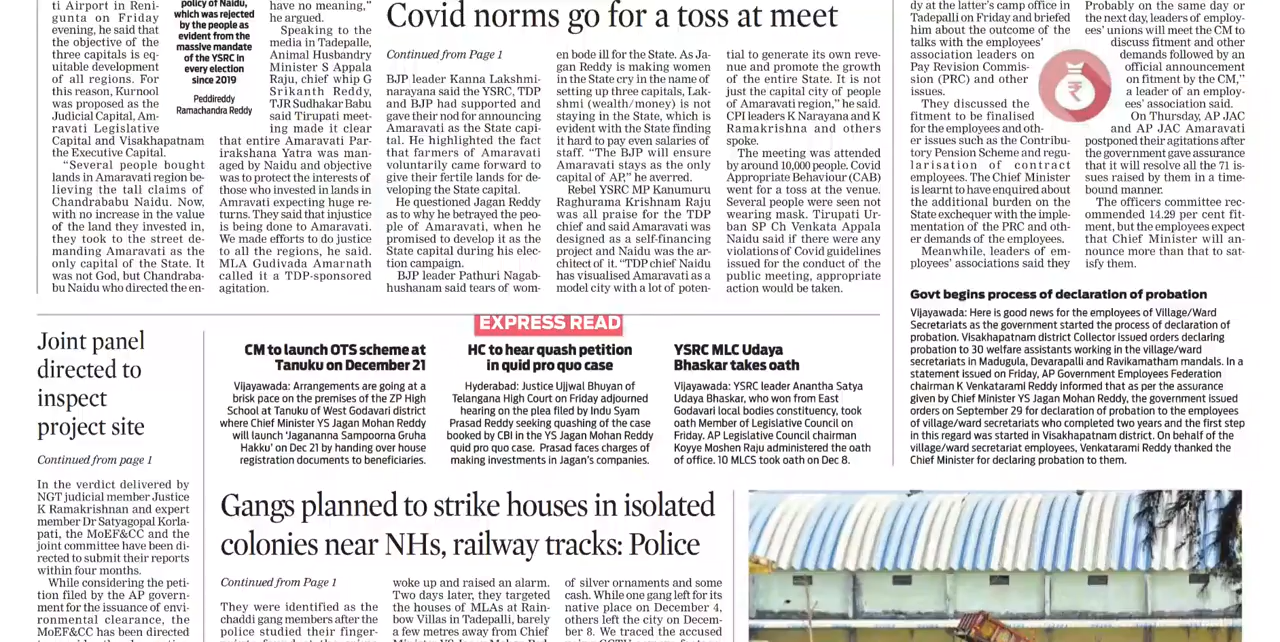 ti Airport in Reni-
gunta on Friday
evening, he said that
the objective of the
three capitals is eq-
uitable development
of all regions. For
this reason, Kurnool
was proposed as the
Judicial Capital, Am-
ravati Legislative
Capital and Visakhapatnam
the Executive Capital.
“Several people bought
lands in Amaravati region be-
lieving the tall claims of
Chandrababu Naidu. Now,
with no increase in the value
of the land they invested in,
they took to the street de-
manding Amaravati as the
only capital of the State. It
was not God, but Chandraba-
bu Naidu who directed the en-
policy of Naidu,
which was rejected
by the people as
evident from the
massive mandate
of the YSRC in
every election
since 2019
Peddireddy
Ramachandra Reddy
have no meaning,”
he argued.
Speaking to the
media in Tadepalle,
Animal Husbandry
Minister S Appala
Raju, chief whip G
Srikanth Reddy,
TJR Sudhakar Babu
said Tirupati meet-
ing made it clear
that entire Amaravati Par-
irakshana Yatra was man-
aged by Naidu and objective
was to protect the interests of
those who invested in lands in
Amravati expecting huge re-
turns. They said that injustice
is being done to Amaravati.
We made efforts to do justice
to all the regions, he said.
MLA Gudivada Amarnath
called it a TDP-sponsored
agitation.
Covid norms go for a toss at meet
Continued from Page 1
BJP leader Kanna Lakshmi-
narayana said the YSRC, TDP
and BJP had supported and
gave their nod for announcing
Amaravati as the State capi-
tal. He highlighted the fact
that farmers of Amaravati
voluntarily came forward to
give their fertile lands for de-
veloping the State capital.
He questioned Jagan Reddy
as to why he betrayed the peo-
ple of Amaravati, when he
promised to develop it as the
State capital during his elec-
tion campaign.
BJP leader Pathuri Nagab-
hushanam said tears of wom-
en bode ill for the State. As Ja-
gan Reddy is making women
in the State cry in the name of
setting up three capitals, Lak-
shmi (wealth/money) is not
staying in the State, which is
evident with the State finding
it hard to pay even salaries of
staff. “The BJP will ensure
Amaravati stays as the only
capital of AP,” he averred.
Rebel YSRC MP Kanumuru
Raghurama Krishnam Raju
was all praise for the TDP
chief and said Amaravati was
designed as a self-financing
project and Naidu was the ar-
chitect of it. “TDP chief Naidu
has visualised Amaravati as a
model city with a lot of poten-
tial to generate its own reve-
nue and promote the growth
of the entire State. It is not
just the capital city of people
of Amaravati region,” he said.
CPI leaders K Narayana and K
Ramakrishna and others
spoke.
The meeting was attended
by around 10,000 people. Covid
Appropriate Behaviour (CAB)
went for a toss at the venue.
Several people were seen not
wearing mask. Tirupati Ur-
ban SP Ch Venkata Appala
Naidu said if there were any
violations of Covid guidelines
issued for the conduct of the
public meeting, appropriate
action would be taken.
dy at the latter’s camp office in
Tadepalli on Friday and briefed
him about the outcome of the
talks with the employees’
association leaders on
Pay Revision Commis-
sion (PRC) and other
issues.
They discussed the
fitment to be finalised
for the employees and oth-
er issues such as the Contribu-
tory Pension Scheme and regu-
larisation of contract
employees. The Chief Minister
is learnt to have enquired about
the additional burden on the
State exchequer with the imple-
mentation of the PRC and oth-
er demands of the employees.
Meanwhile, leaders of em-
ployees’ associations said they
Probably on the same day or
the next day, leaders of employ-
ees’ unions will meet the CM to
discuss fitment and other
demands followed by an
official announcement
on fitment by the CM,”
a leader of an employ-
ees’ association said.
On Thursday, AP JAC
and AP JAC Amaravati
postponed their agitations after
the government gave assurance
that it will resolve all the 71 is-
sues raised by them in a time-
bound manner.
The officers committee rec-
ommended 14.29 per cent fit-
ment, but the employees expect
that Chief Minister will an-
nounce more than that to sat-
isfy them.
₹
Govt begins process of declaration of probation
Vijayawada: Here is good news for the employees of Village/Ward
Secretariats as the government started the process of declaration of
probation. Visakhapatnam district Collector issued orders declaring
probation to 30 welfare assistants working in the village/ward
secretariats in Madugula, Devarapalli and Ravikamatham mandals. In a
statement issued on Friday, AP Government Employees Federation
chairman K Venkatarami Reddy informed that as per the assurance
given by Chief Minister YS Jagan Mohan Reddy, the government issued
orders on September 29 for declaration of probation to the employees
of village/ward secretariats who completed two years and the first step
in this regard was started in Visakhapatnam district. On behalf of the
village/ward secretariat employees, Venkatarami Reddy thanked the
Chief Minister for declaring probation to them.
Joint panel
directed to
inspect
project site
Continued from page 1
In the verdict delivered by
NGT judicial member Justice
K Ramakrishnan and expert
member Dr Satyagopal Korla-
pati, the MoEF&CC and the
joint committee have been di-
rected to submit their reports
within four months.
While considering the peti-
tion filed by the AP govern-
ment for the issuance of envi-
ronmental clearance, the
MoEF&CC has been directed
EXPRESS READ
CM to launch OTS scheme at
Tanuku on December 21
Vijayawada: Arrangements are going at a
brisk pace on the premises of the ZP High
School at Tanuku of West Godavari district
where Chief Minister YS Jagan Mohan Reddy
will launch ‘Jagananna Sampoorna Gruha
Hakku’ on Dec 21 by handing over house
registration documents to beneficiaries.
HC to hear quash petition
in quid pro quo case
Hyderabad: Justice Ujjwal Bhuyan of
Telangana High Court on Friday adjourned
hearing on the plea filed by Indu Syam
Prasad Reddy seeking quashing of the case
booked by CBI in the YS Jagan Mohan Reddy
quid pro quo case. Prasad faces charges of
making investments in Jagan’s companies.
YSRC MLC Udaya
Bhaskar takes oath
Vijayawada: YSRC leader Anantha Satya
Udaya Bhaskar, who won from East
Godavari local bodies constituency, took
oath Member of Legislative Council on
Friday. AP Legislative Council chairman
Koyye Moshen Raju administered the oath
of office. 10 MLCS took oath on Dec 8.
Gangs planned to strike houses in isolated
colonies near NHs, railway tracks: Police
Continued from Page 1
They were identified as the
chaddi gang members after the
police studied their finger-
woke up and raised an alarm.
Two days later, they targeted
the houses of MLAs at Rain-
bow Villas in Tadepalli, barely
a few metres away from Chief
of silver ornaments and some
cash. While one gang left for its
native place on December 4,
others left the city on Decem-
ber 8. We traced the accused